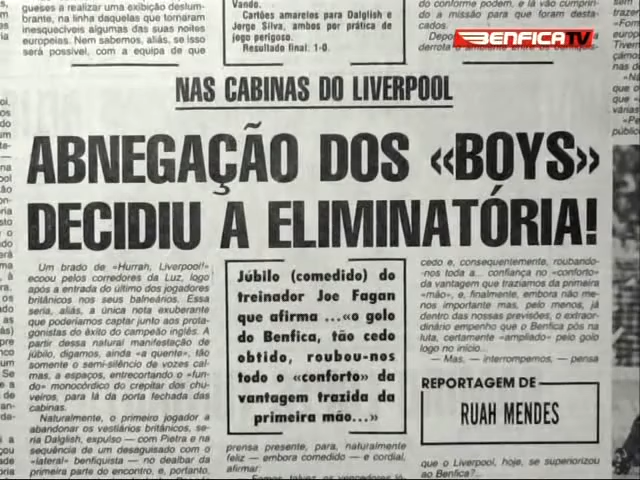 gueses a realizar uma exibição deslum-
brante, na linha daquelas que tornaram
inesquecíveis algumas das suas noites
europeias. Nem sabemos, aliás, se isso
será possível, com a equipa de que
Vando.
Cartões amarelos para Dalglish e
Jorge Silva, ambos por prática de
jogo perigoso.
Resultado final: 1-0.
do conforme podem, e lá vão cumprin-
do a missão para que foram desta-
cados.
BENFICA TV
NAS CABINAS DO LIVERPOOL
ABNEGAÇÃO DOS «BOYS»
DECIDIU A ELIMINATÓRIA!
Um brado de «Hurrah, Liverpool!»
ecoou pelos corredores da Luz, logo
após a entrada do último dos jogadores
britânicos nos seus balneários. Essa
seria, aliás, a única nota exuberante
que poderíamos captar junto aos prota-
gonistas do êxito do campeão inglês. A
partir dessa natural manifestação de
júbilo, digamos, ainda «a quente», tão
somente o semi-silêncio de vozes cal-
mas, a espaços, entrecortando o «fun-
do» monocórdico do crepitar dos chu-
veiros, para lá da porta fechada das
cabinas.
Naturalmente, o primeiro jogador a
abandonar os vestiários britânicos, se-
ria Dalglish, expulso — com Pietra e na
sequência de um desaguisado com o
«lateral» benfiquista — no dealbar da
primeira parte do encontro, e, portanto,
Júbilo (comedido) do
treinador Joe Fagan
que afirma ...«o golo
do Benfica, tão cedo
obtido, roubou-nos
todo o «conforto» da
vantagem trazida da
primeira mão...»
prensa presente, para, naturalmente
feliz — embora comedido — e cordial,
afirmar:
cedo e, consequentemente, roubando-
-nos toda a... confiança no «conforto»
da vantagem que trazíamos da primeira
«mão», e, finalmente, embora não me-
nos importante mas, pelo menos, já
dentro das nossas previsões, o extraor-
dinário empenho que o Benfica pôs na
luta, certamente «ampliado» pelo golo
logo no início...
— Mas, — interrompemos, — pensa
REPORTAGEM DE
RUAH MENDES
que o Benfica, hoje, se superiorizou
ao Benfica?